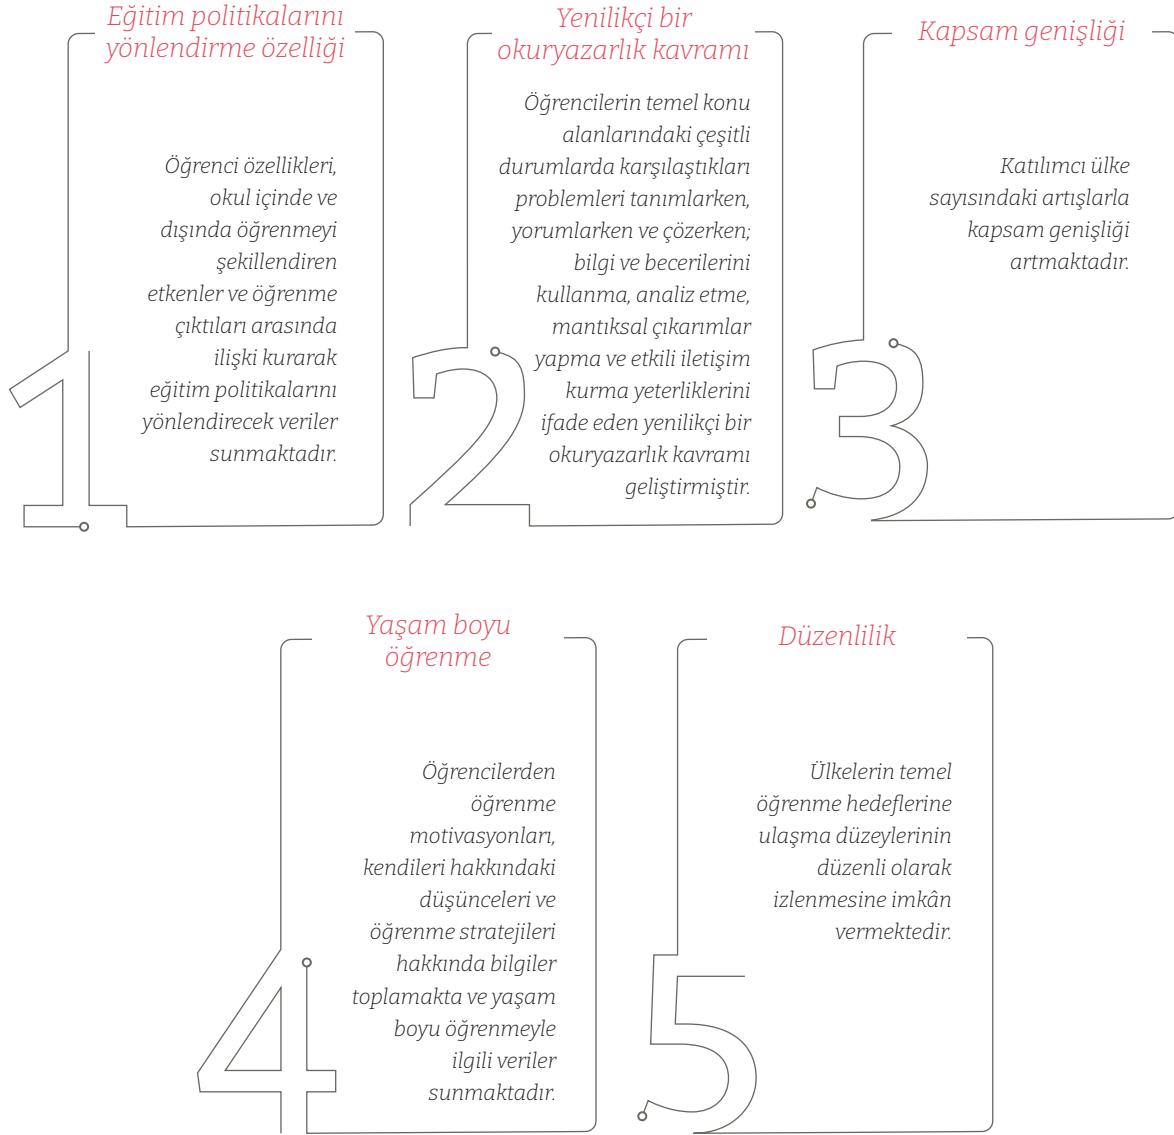 Eğitim politikalarını
yönlendirme özelliği
Öğrenci özellikleri,
okul içinde ve
dışında öğrenmeyi
şekillendiren
etkenler ve öğrenme
çıktıları arasında
ilişki kurarak
eğitim politikalarını
yönlendirecek veriler
sunmaktadır.
1
Yenilikçi bir
okuryazarlık kavramı
Öğrencilerin temel konu
alanlarındaki çeşitli
durumlarda karşılaştıkları
problemleri tanımlarken,
yorumlarken ve çözerken;
bilgi ve becerilerini
kullanma, analiz etme,
mantıksal çıkarımlar
yapma ve etkili iletişim
kurma yeterliklerini
ifade eden yenilikçi bir
okuryazarlık kavramı
geliştirmiştir.
2
Kapsam genişliği
Katılımcı ülke
sayısındaki artışlarla
kapsam genişliği
artmaktadır.
3
Yaşam boyu
öğrenme
Öğrencilerden
öğrenme
motivasyonları,
kendileri hakkındaki
düşünceleri ve
öğrenme stratejileri
hakkında bilgiler
toplamakta ve yaşam
boyu öğrenmeyle
ilgili veriler
sunmaktadır.
4
Düzenlilik
Ülkelerin temel
öğrenme hedeflerine
ulaşma düzeylerinin
düzenli olarak
izlenmesine imkân
vermektedir.
5